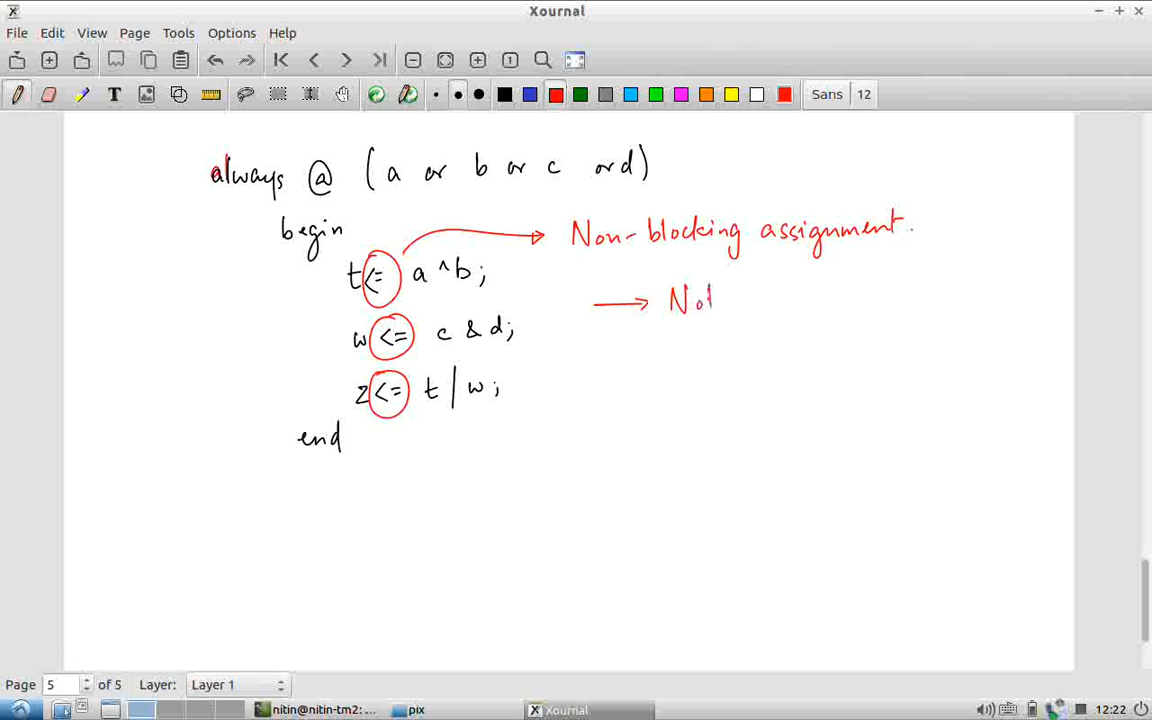 Xournal
File Edit View Page Tools Options Help
Sans 12
always @ (a or b or c or d)
begin
Non-blocking assignment.
t <= a ^ b;
w <= c & d;
z <= t | w;
end
Page 5 of 5 Layer: Layer 1
nitin@nitin-tm2: ... pix Xournal 12:22